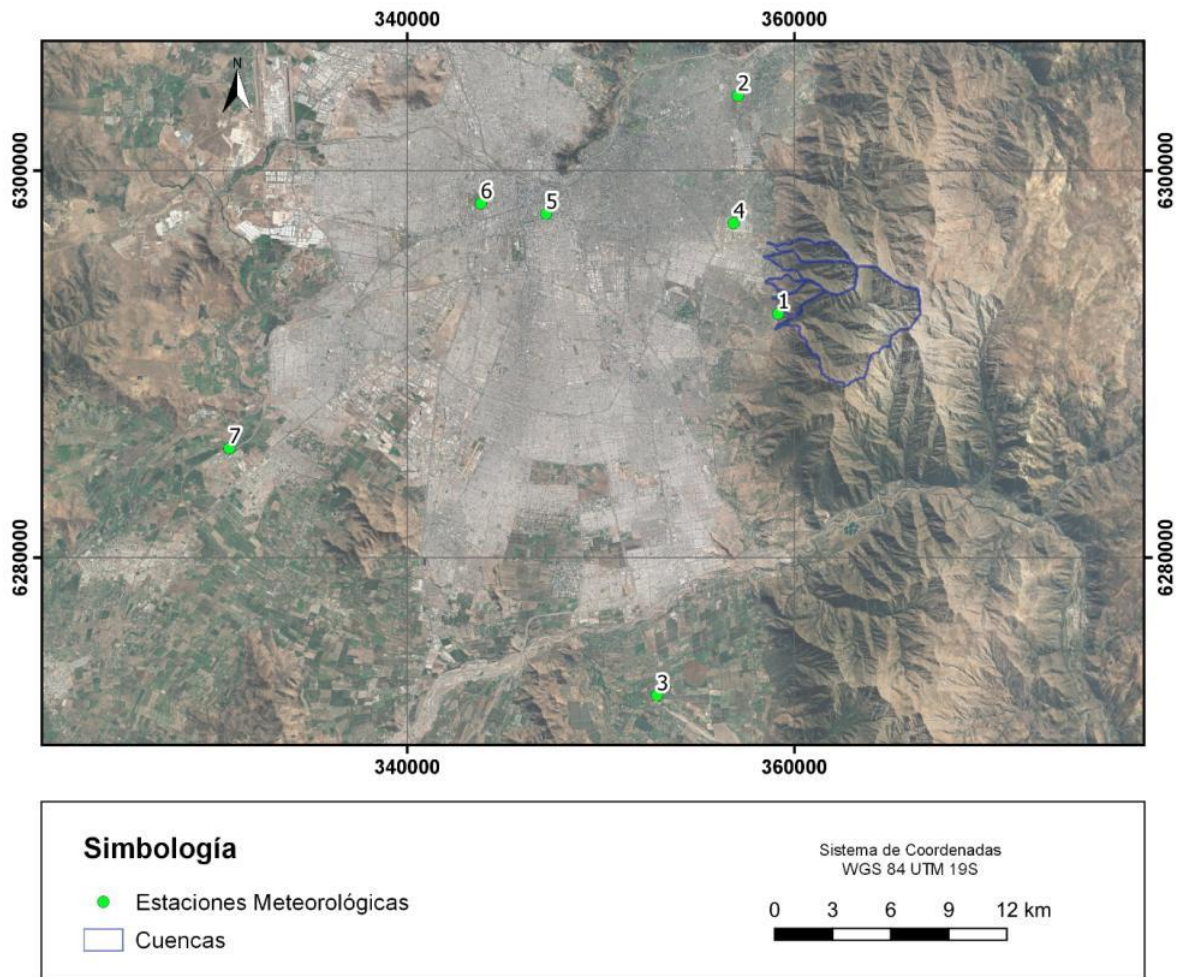 340000 360000
N
2
6300000 6300000
6 5 4
1
7
6280000 6280000
3
340000 360000
Simbología
Estaciones Meteorológicas
Cuencas
Sistema de Coordenadas
WGS 84 UTM 19S
0 3 6 9 12 km